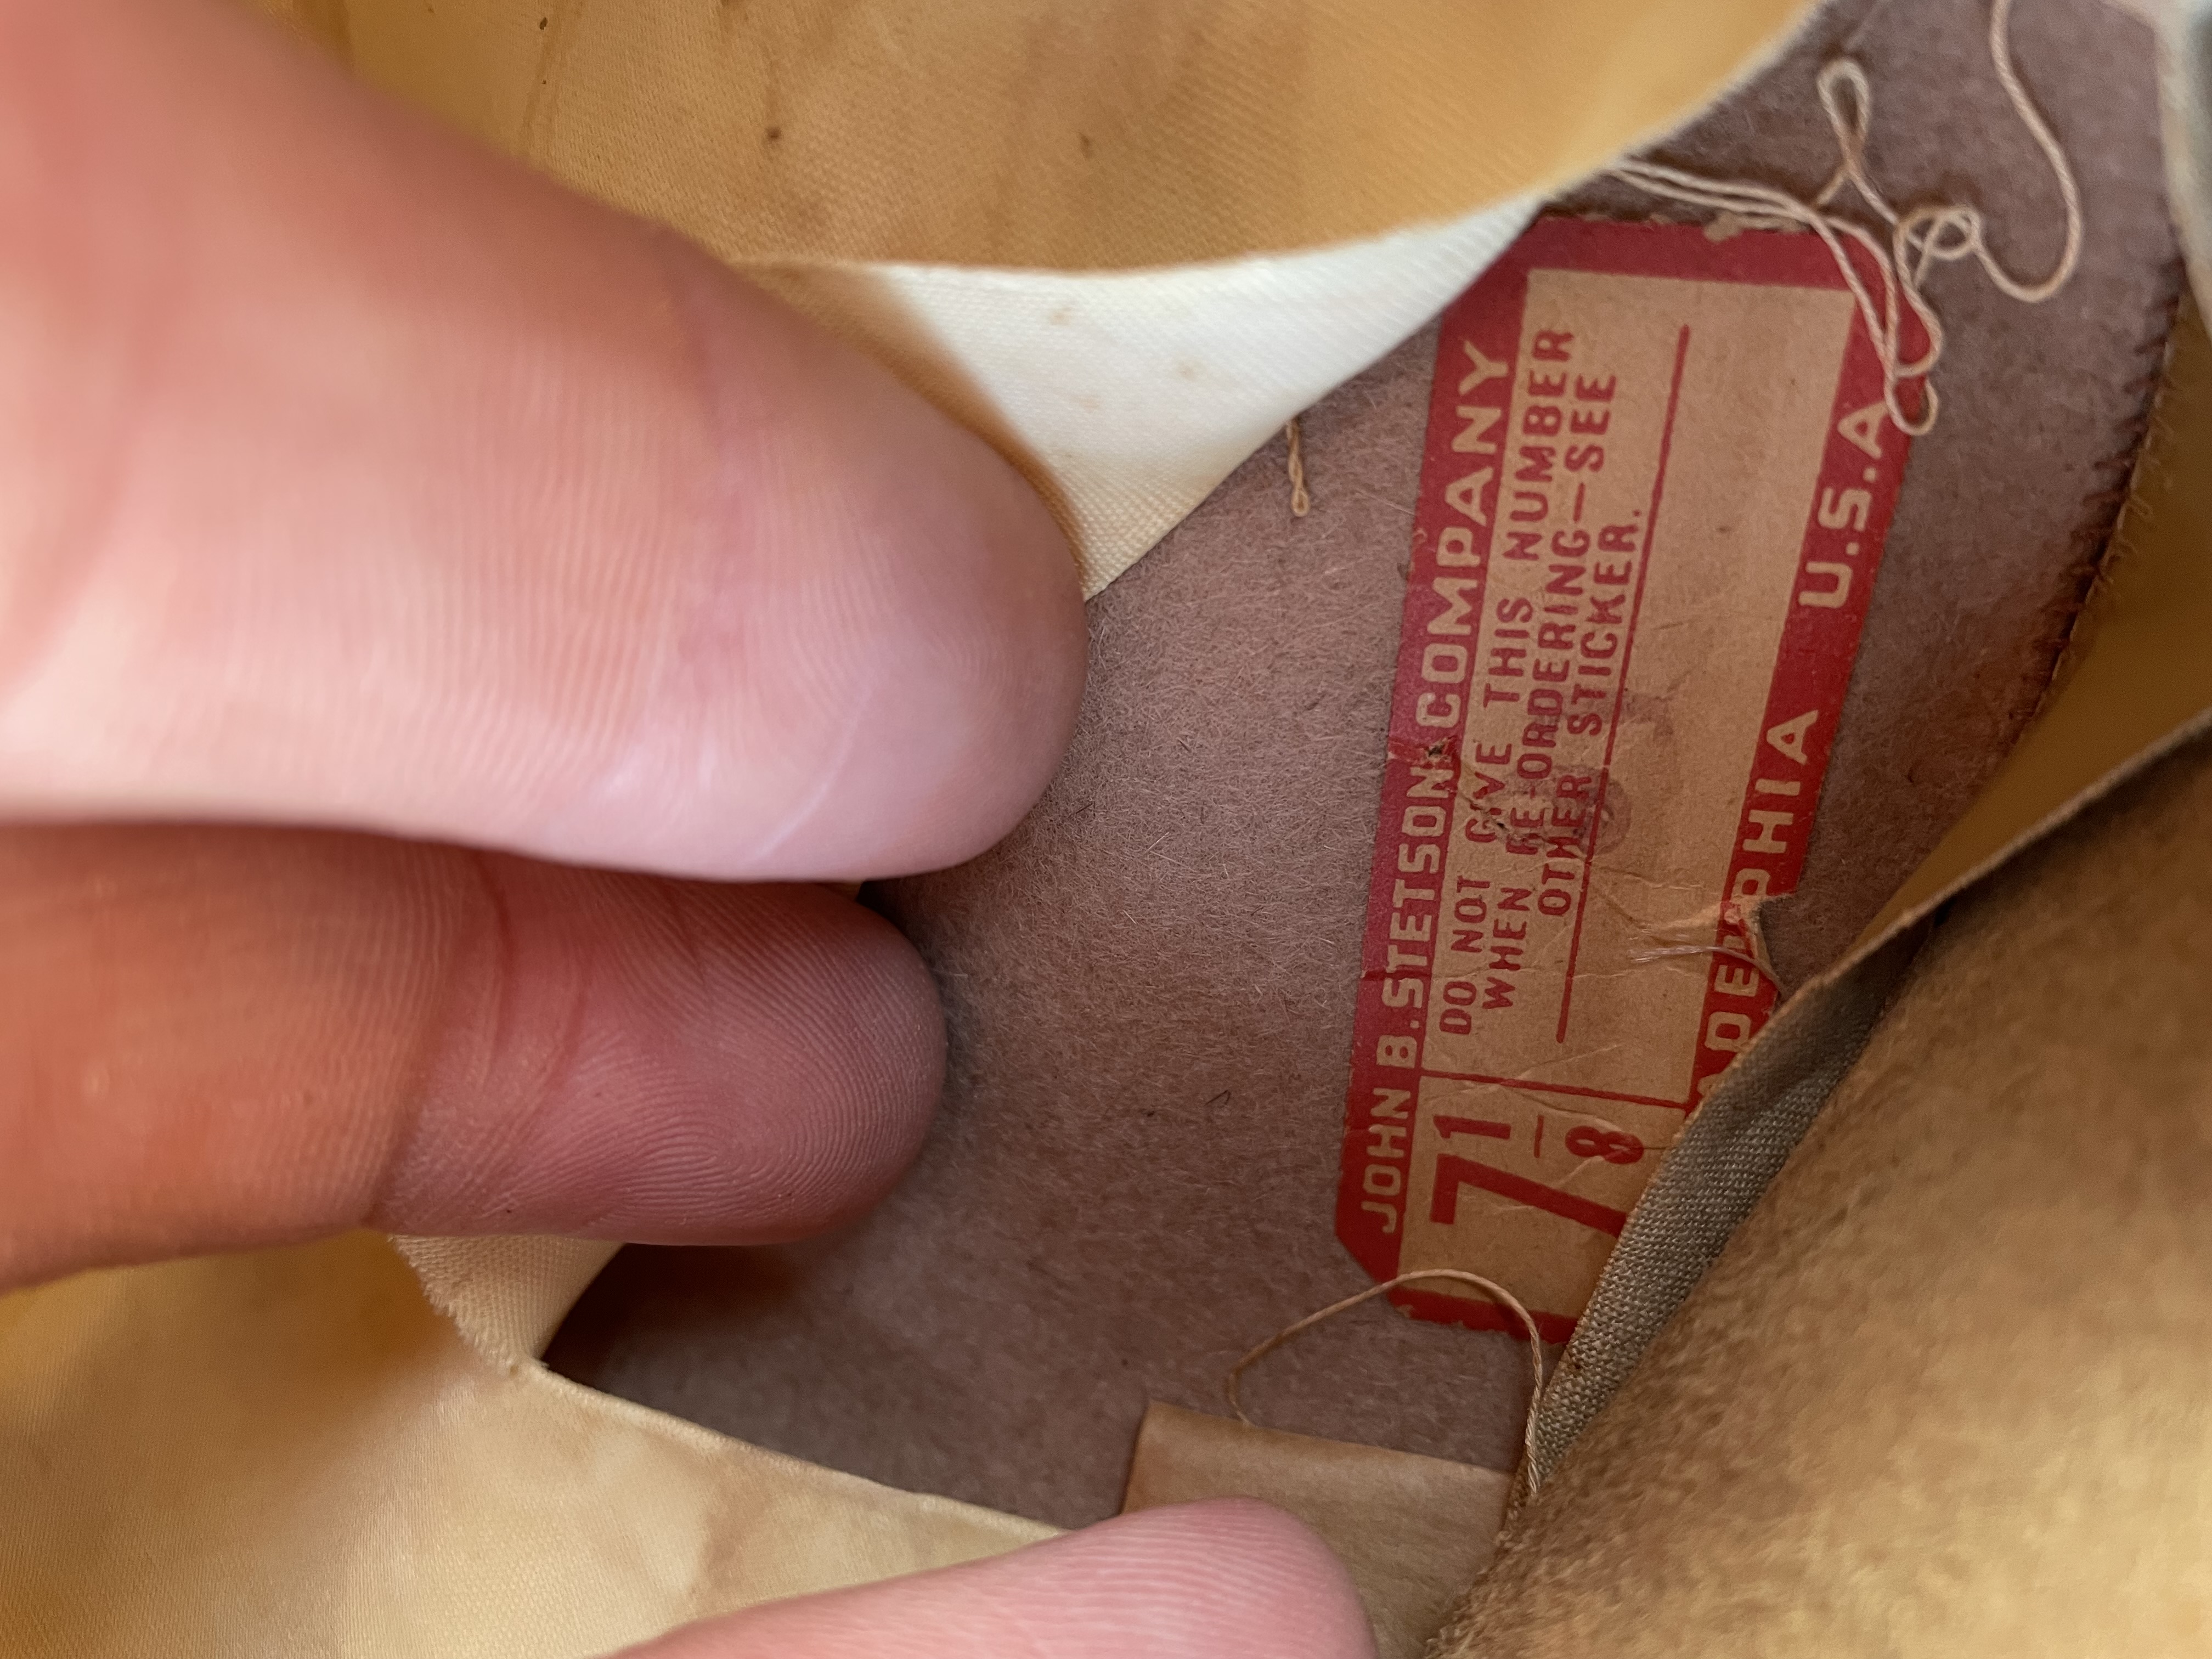 JOHN B. STETSON COMPANY
DO NOT GIVE THIS NUMBER
WHEN RE-ORDERING—SEE
OTHER STICKER.
7 1/8
U.S.A